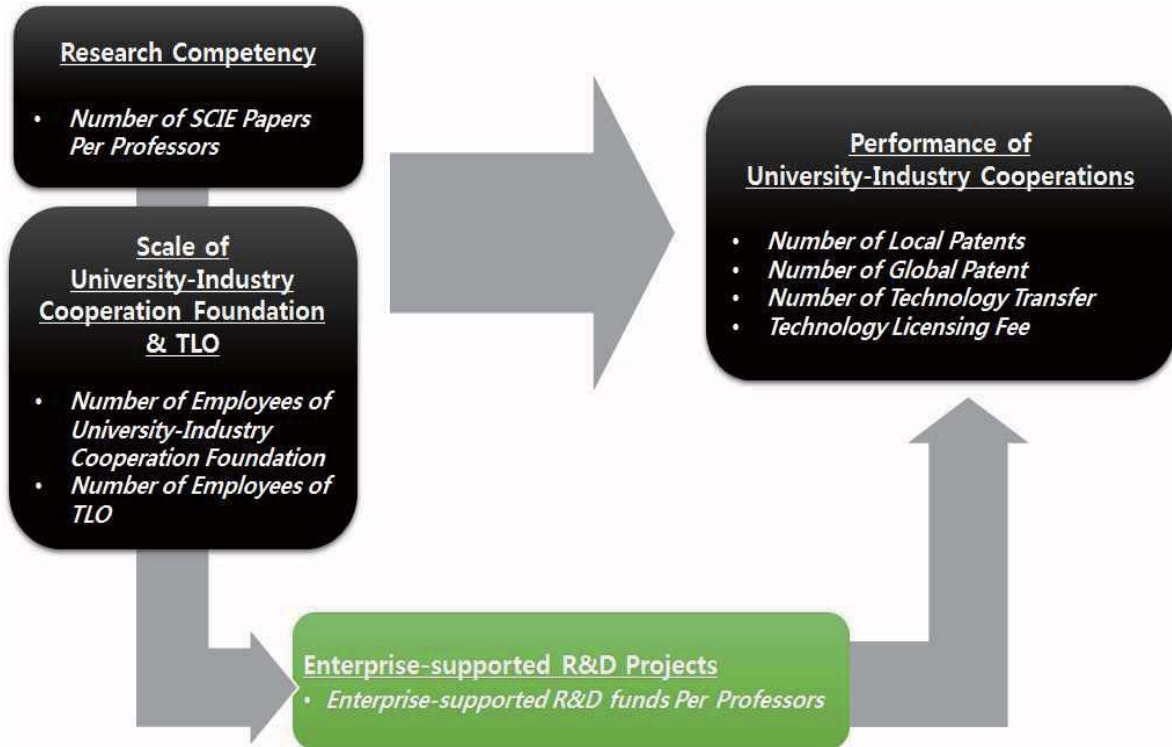 Research Competency
• Number of SCIE Papers
Per Professors
Scale of
University-Industry
Cooperation Foundation
& TLO
• Number of Employees of
University-Industry
Cooperation Foundation
• Number of Employees of
TLO
Performance of
University-Industry Cooperations
• Number of Local Patents
• Number of Global Patent
• Number of Technology Transfer
• Technology Licensing Fee
Enterprise-supported R&D Projects
• Enterprise-supported R&D funds Per Professors